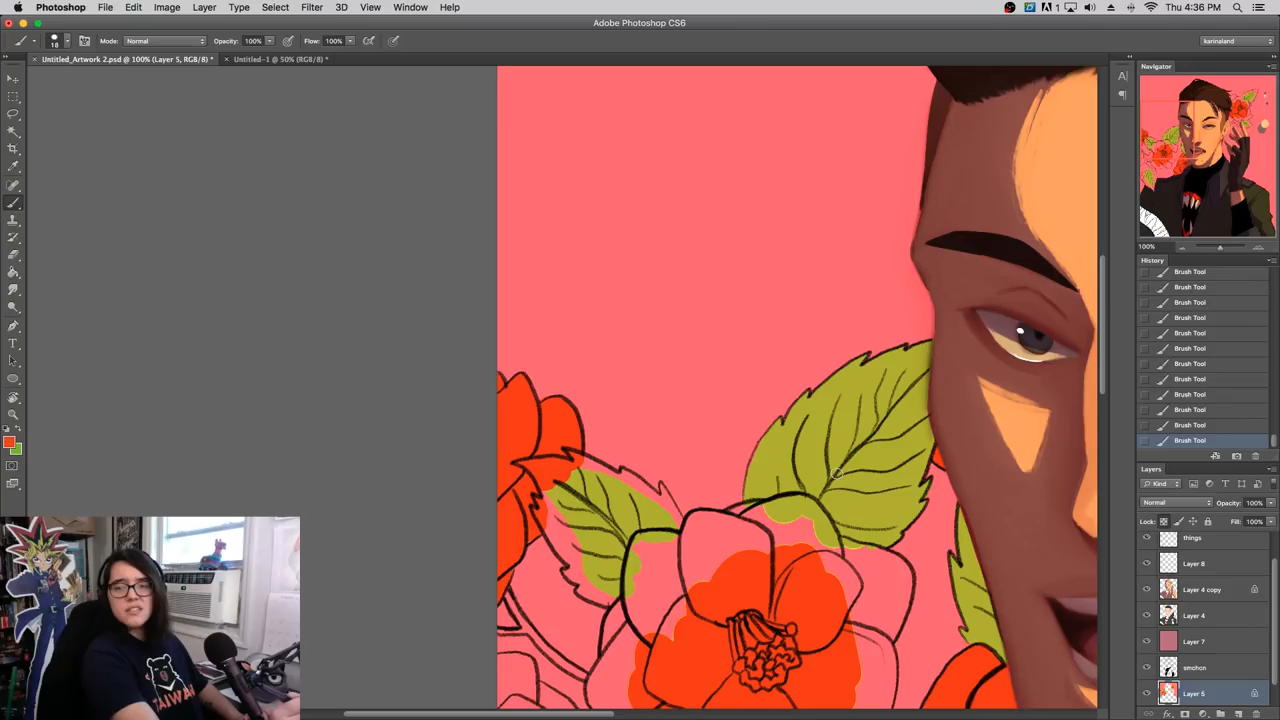 Photoshop File Edit Image Layer Type Select Filter 3D View Window Help
1 Thu 4:36 PM
Adobe Photoshop CS6
18 Mode: Normal Opacity: 100% Flow: 100% karinaland
Untitled_Artwork 2.psd @ 100% (Layer 5, RGB/8) * Untitled-1 @ 50% (RGB/8) *
Navigator
100%
History
Brush Tool
Brush Tool
Brush Tool
Brush Tool
Brush Tool
Brush Tool
Brush Tool
Brush Tool
Brush Tool
Brush Tool
Brush Tool
Brush Tool
Layers
Kind
Normal Opacity: 100%
Lock: Fill: 100%
things
Layer 8
Layer 4 copy
Layer 4
Layer 7
smchcn
Layer 5
TAIWAN